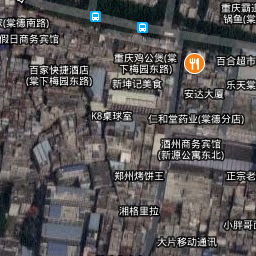 重庆霸道
锅鱼(棠
家(棠德南路)
假日商务宾馆
重庆鸡公煲(棠
下梅园东路)
百合超市
百家快捷酒店
(棠下梅园东路)
新坤记美食
乐天棠
安达大厦
K8桌球室
仁和堂药业(棠德分店)
酒州商务宾馆
(新源公寓东北)
郑州烤饼王
正宗老
湘格里拉
小胖哥
大片移动通讯